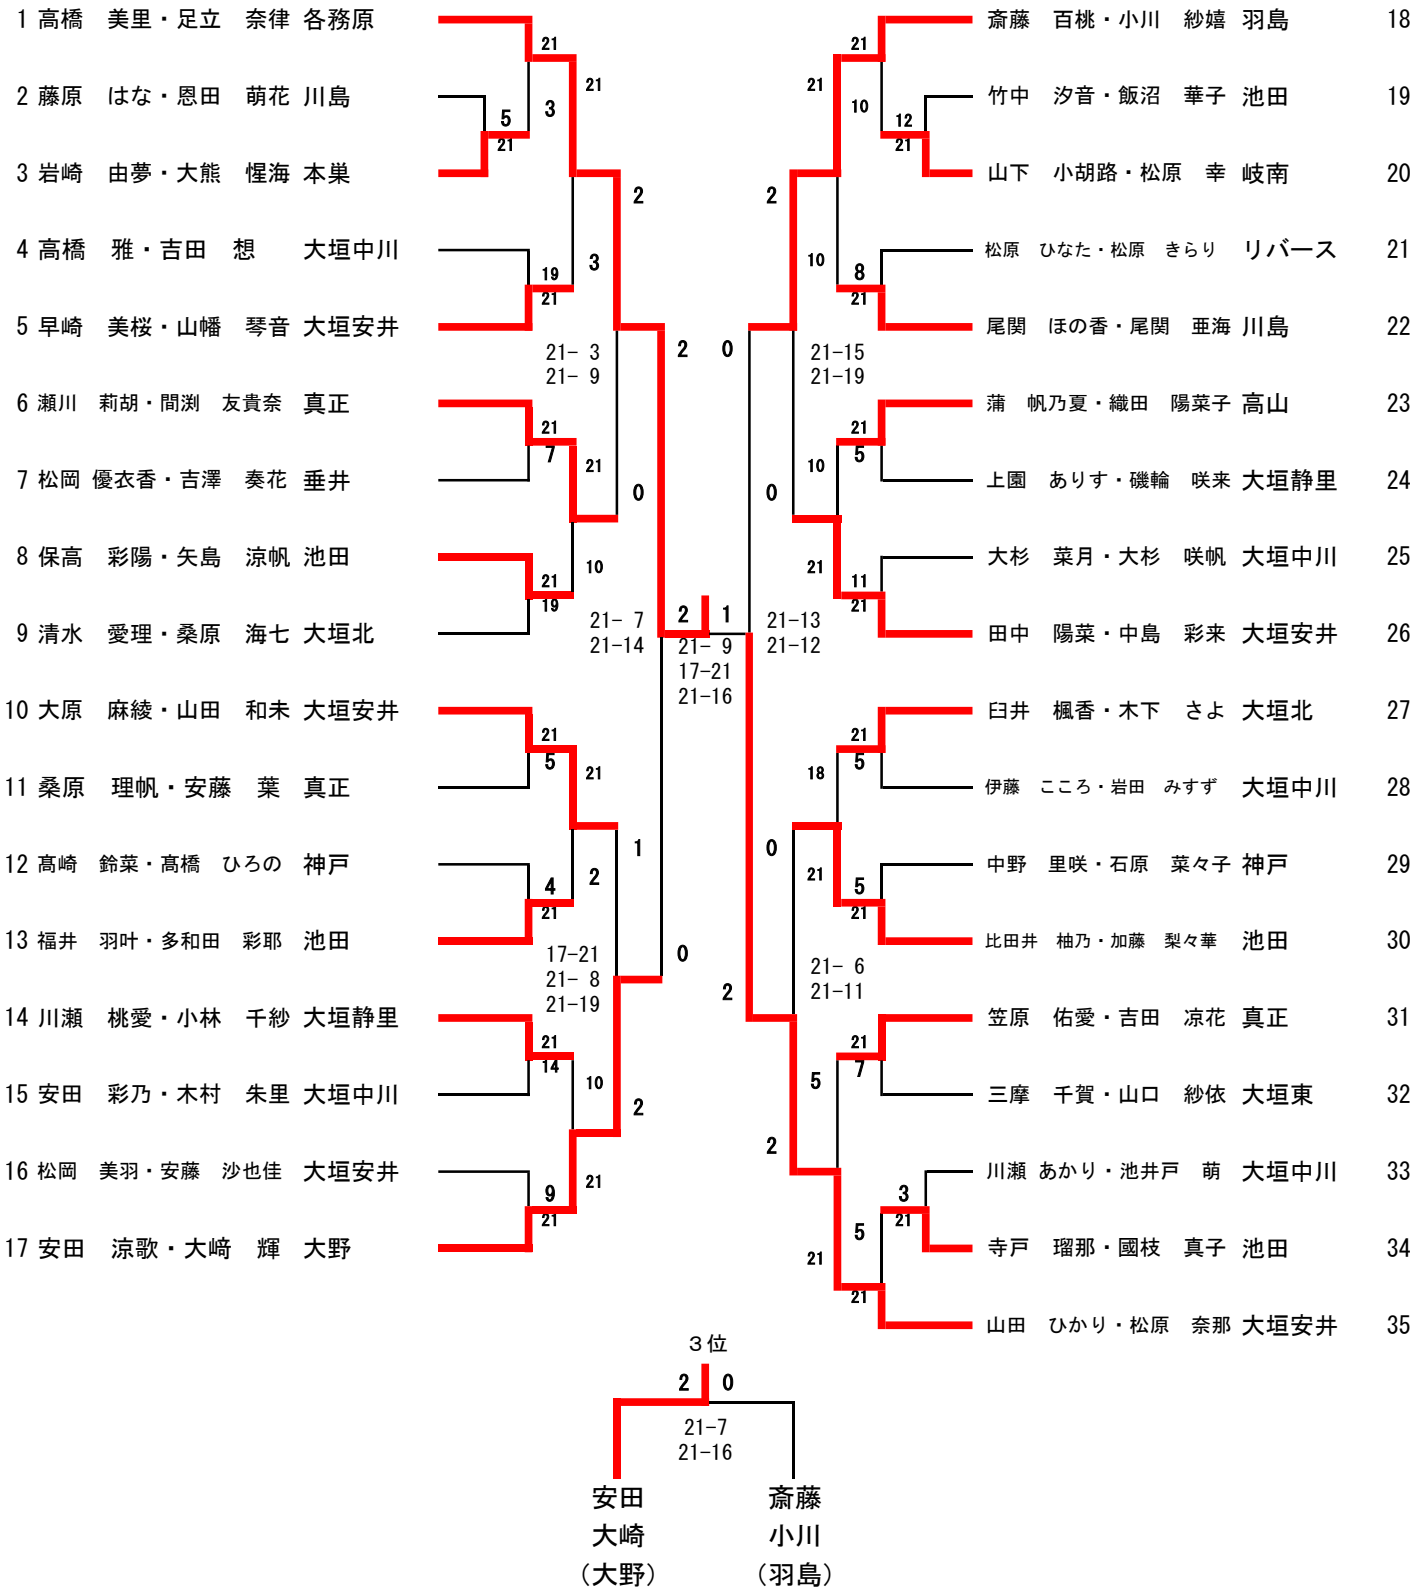 1 高橋　美里・足立　奈律 各務原
2 藤原　はな・恩田　萌花 川島
3 岩崎　由夢・大熊　惺海 本巣
4 高橋　雅・吉田　想 大垣中川
5 早崎　美桜・山幡　琴音 大垣安井
6 瀬川　莉胡・間渕　友貴奈 真正
7 松岡 優衣香・吉澤　奏花 垂井
8 保高　彩陽・矢島　涼帆 池田
9 清水　愛理・桑原　海七 大垣北
10 大原　麻綾・山田　和未 大垣安井
11 桑原　理帆・安藤　葉 真正
12 髙崎　鈴菜・髙橋　ひろの 神戸
13 福井　羽叶・多和田　彩耶 池田
14 川瀬　桃愛・小林　千紗 大垣静里
15 安田　彩乃・木村　朱里 大垣中川
16 松岡　美羽・安藤　沙也佳 大垣安井
17 安田　涼歌・大﨑　輝 大野
21
5
21
3
21
19
21
3
2
21- 3
21- 9
21
7
21
21
19
10
0
2
21- 7
21-14
21
5
21
4
21
2
1
17-21
21- 8
21-19
21
14
10
9
21
21
2
0
2 1
21- 9
17-21
21-16
斎藤　百桃・小川　紗嬉 羽島 18
竹中　汐音・飯沼　華子 池田 19
山下　小胡路・松原　幸 岐南 20
松原　ひなた・松原　きらり リバース 21
尾関　ほの香・尾関　亜海 川島 22
蒲　帆乃夏・織田　陽菜子 高山 23
上園　ありす・磯輪　咲来 大垣静里 24
大杉　菜月・大杉　咲帆 大垣中川 25
田中　陽菜・中島　彩来 大垣安井 26
臼井　楓香・木下　さよ 大垣北 27
伊藤　こころ・岩田　みすず 大垣中川 28
中野　里咲・石原　菜々子 神戸 29
比田井　柚乃・加藤　梨々華 池田 30
笠原　佑愛・吉田　凉花 真正 31
三摩　千賀・山口　紗依 大垣東 32
川瀬 あかり・池井戸　萌 大垣中川 33
寺戸　瑠那・國枝　真子 池田 34
山田　ひかり・松原　奈那 大垣安井 35
21
12
21
10
21
8
21
10
2
21-15
21-19
21
5
10
11
21
21
0
0
21-13
21-12
21
5
18
5
21
21
0
21- 6
21-11
21
7
5
3
21
5
21
21
2
2
３位
2 0
21-7
21-16
安田
大崎
（大野）
斎藤
小川
（羽島）